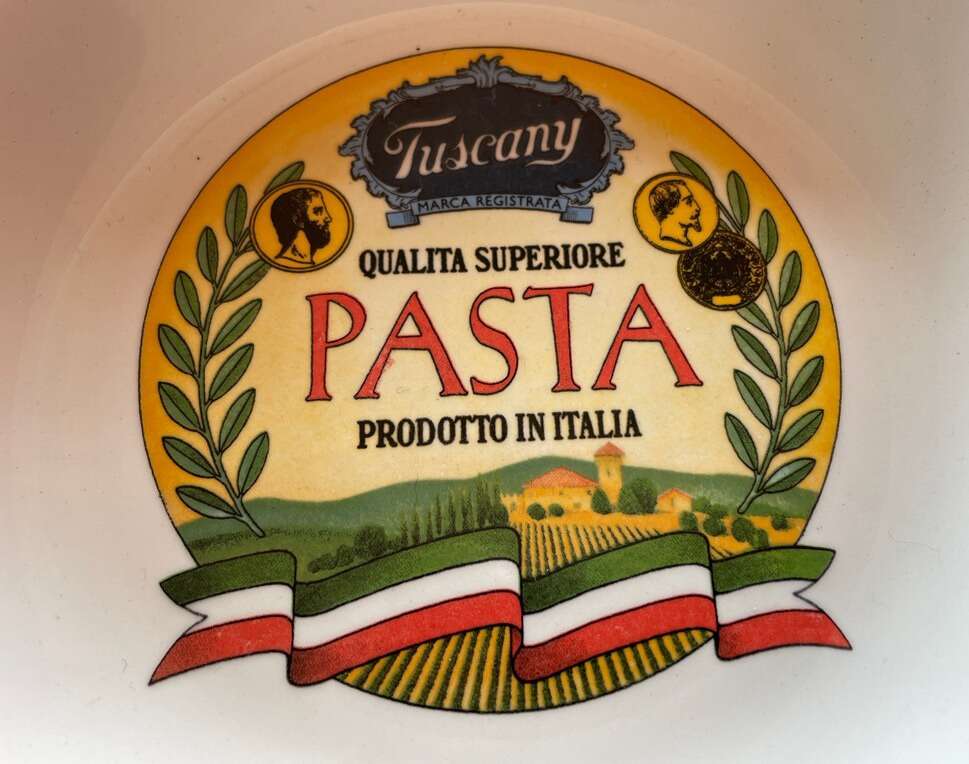 Tuscany
MARCA REGISTRATA
QUALITA SUPERIORE
PASTA
PRODOTTO IN ITALIA